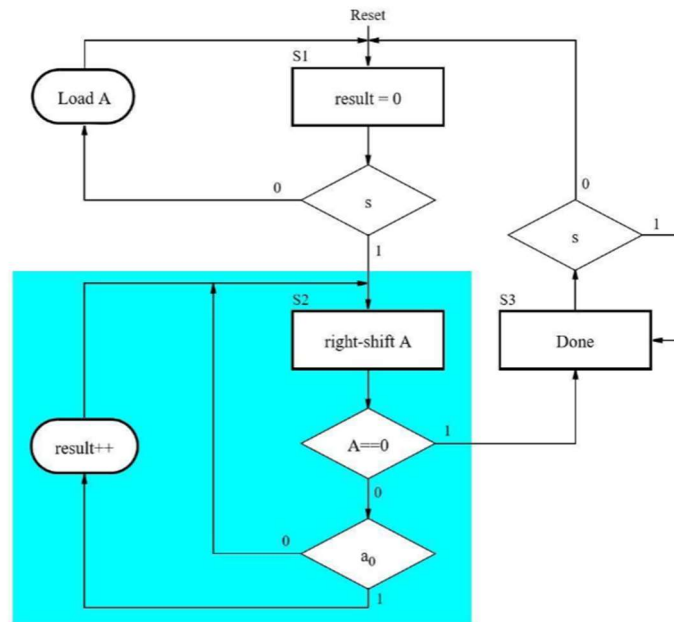 Reset
S1
Load A
result = 0
0
s
1
0
s
1
S2
right-shift A
S3
Done
result++
A==0
1
0
0
a0
1